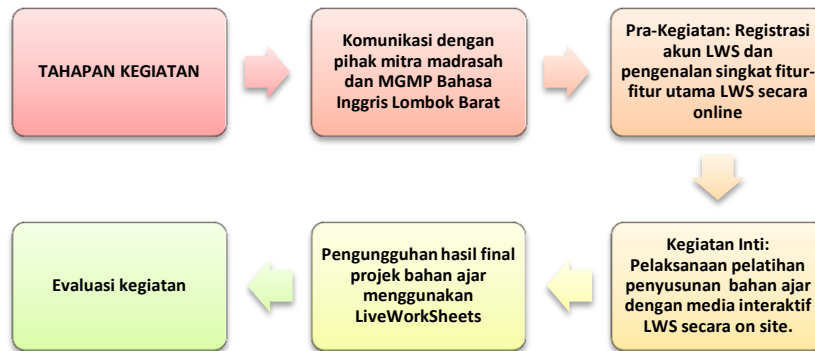 TAHAPAN KEGIATAN
Komunikasi dengan
pihak mitra madrasah
dan MGMP Bahasa
Inggris Lombok Barat
Pra-Kegiatan: Registrasi
akun LWS dan
pengenalan singkat fitur-
fitur utama LWS secara
online
Kegiatan Inti:
Pelaksanaan pelatihan
penyusunan bahan ajar
dengan media interaktif
LWS secara on site.
Pengungguhan hasil final
projek bahan ajar
menggunakan
LiveWorkSheets
Evaluasi kegiatan